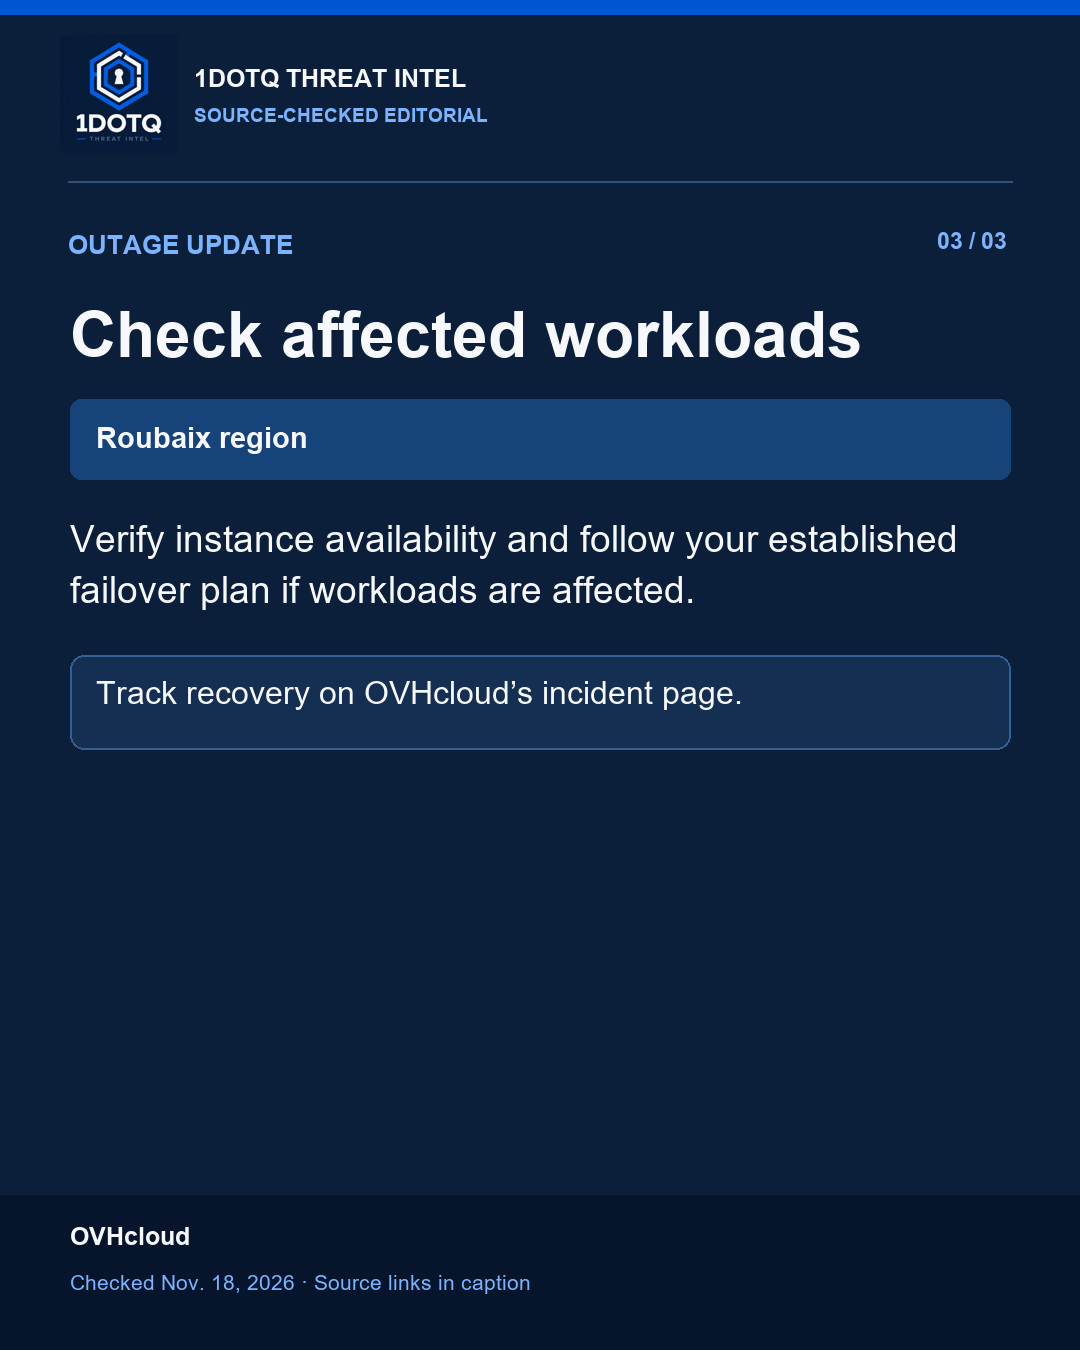 1DOTQ
THREAT INTEL
1DOTQ THREAT INTEL
SOURCE-CHECKED EDITORIAL
OUTAGE UPDATE
03 / 03
Check affected workloads
Roubaix region
Verify instance availability and follow your established
failover plan if workloads are affected.
Track recovery on OVHcloud’s incident page.
OVHcloud
Checked Nov. 18, 2026 · Source links in caption